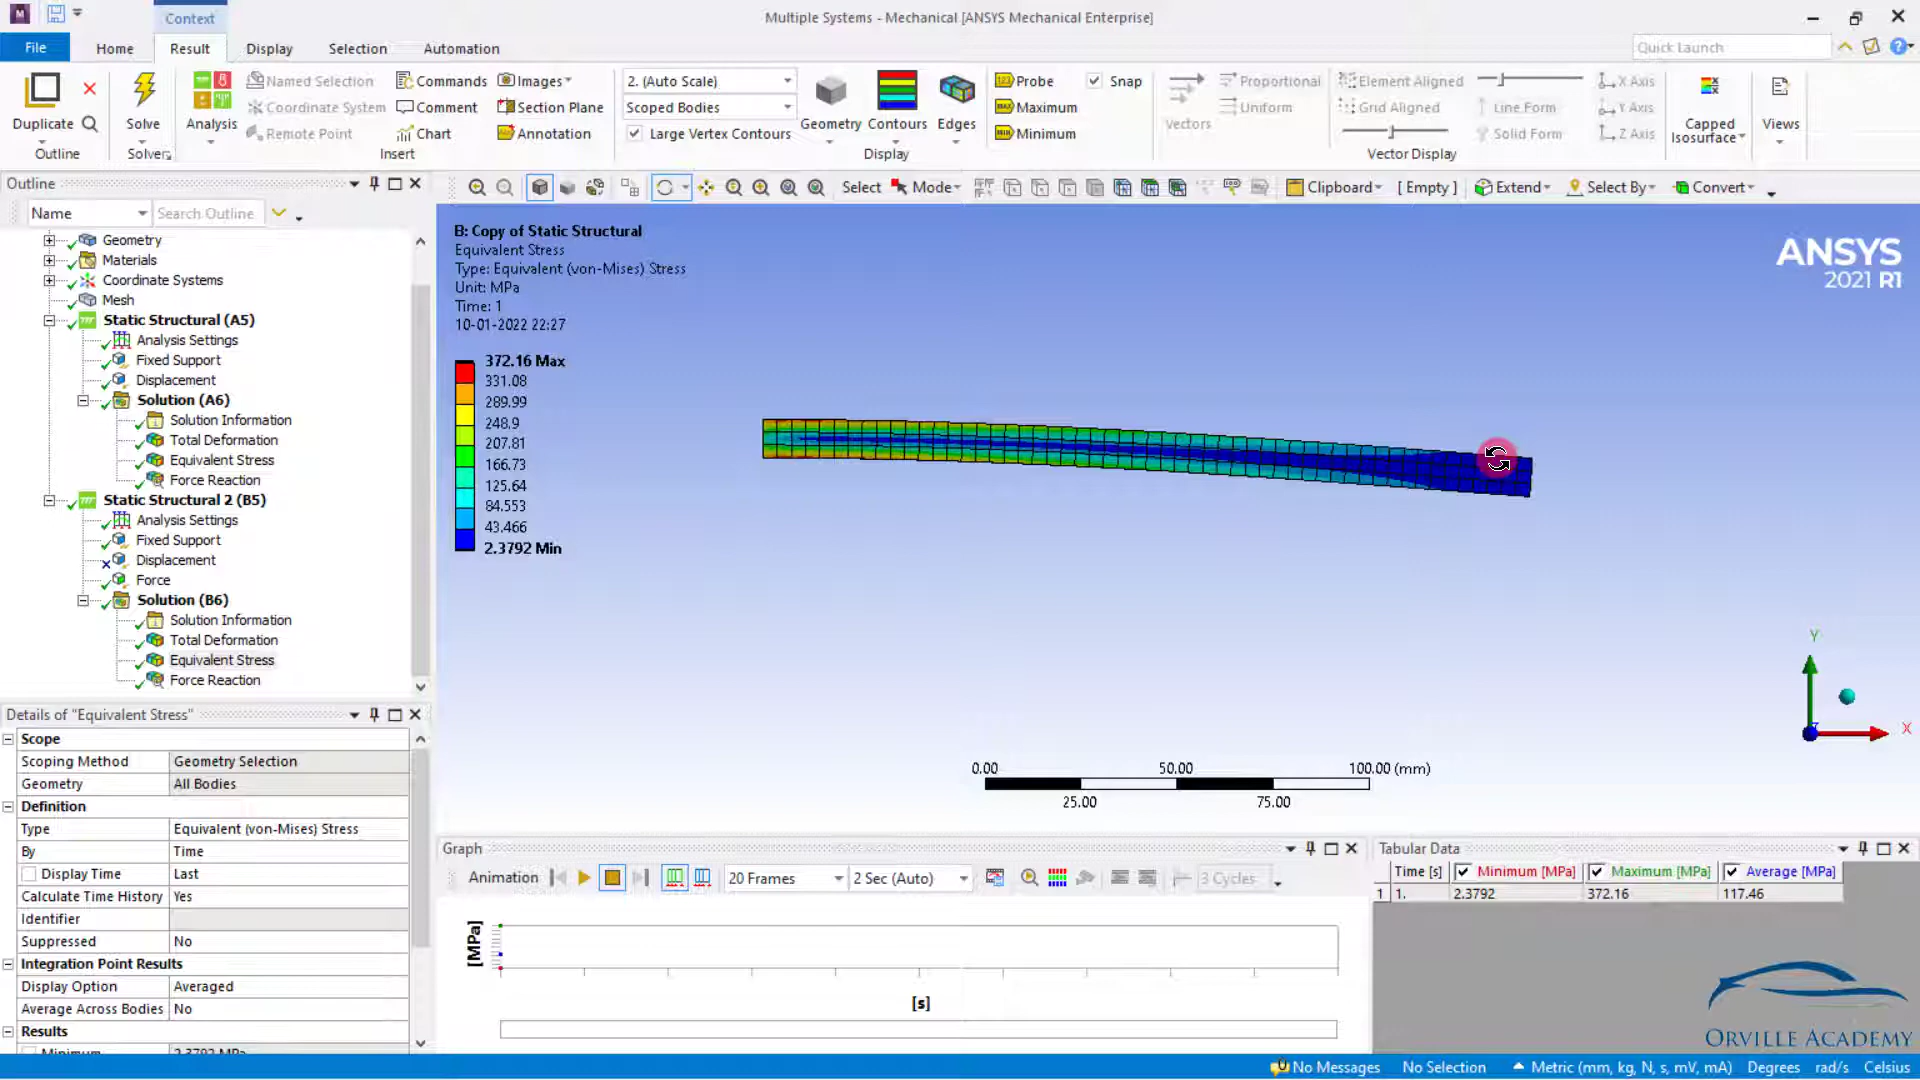 Context
Multiple Systems - Mechanical [ANSYS Mechanical Enterprise]
File
Home
Result
Display
Selection
Automation
Quick Launch
Duplicate
Outline
Solve
Solver
Analysis
Named Selection
Coordinate System
Remote Point
Commands
Comment
Chart
Images
Section Plane
Annotation
Insert
2. (Auto Scale)
Scoped Bodies
Large Vertex Contours
Geometry
Contours
Edges
Display
Probe
Maximum
Minimum
Snap
Vectors
Proportional
Uniform
Element Aligned
Grid Aligned
Line Form
Solid Form
X Axis
Y Axis
Z Axis
Vector Display
Capped
Isosurface
Views
Outline
Name
Search Outline
Select
Mode
Clipboard
[ Empty ]
Extend
Select By
Convert
Geometry
Materials
Coordinate Systems
Mesh
Static Structural (A5)
Analysis Settings
Fixed Support
Displacement
Solution (A6)
Solution Information
Total Deformation
Equivalent Stress
Force Reaction
Static Structural 2 (B5)
Analysis Settings
Fixed Support
Displacement
Force
Solution (B6)
Solution Information
Total Deformation
Equivalent Stress
Force Reaction
B: Copy of Static Structural
Equivalent Stress
Type: Equivalent (von-Mises) Stress
Unit: MPa
Time: 1
10-01-2022 22:27
372.16 Max
331.08
289.99
248.9
207.81
166.73
125.64
84.553
43.466
2.3792 Min
ANSYS
2021 R1
Y
X
0.00
50.00
100.00 (mm)
25.00
75.00
Details of "Equivalent Stress"
Scope
Scoping Method Geometry Selection
Geometry All Bodies
Definition
Type Equivalent (von-Mises) Stress
By Time
Display Time Last
Calculate Time History Yes
Identifier
Suppressed No
Integration Point Results
Display Option Averaged
Average Across Bodies No
Results
Minimum 2.3792 MPa
Graph
Animation
20 Frames
2 Sec (Auto)
3 Cycles
[MPa]
[s]
Tabular Data
Time [s] Minimum [MPa] Maximum [MPa] Average [MPa]
1 1. 2.3792 372.16 117.46
ORVILLE ACADEMY
No Messages
No Selection
Metric (mm, kg, N, s, mV, mA)
Degrees
rad/s
Celsius